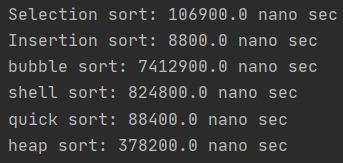 Selection sort: 106900.0 nano sec
Insertion sort: 8800.0 nano sec
bubble sort: 7412900.0 nano sec
shell sort: 824800.0 nano sec
quick sort: 88400.0 nano sec
heap sort: 378200.0 nano sec